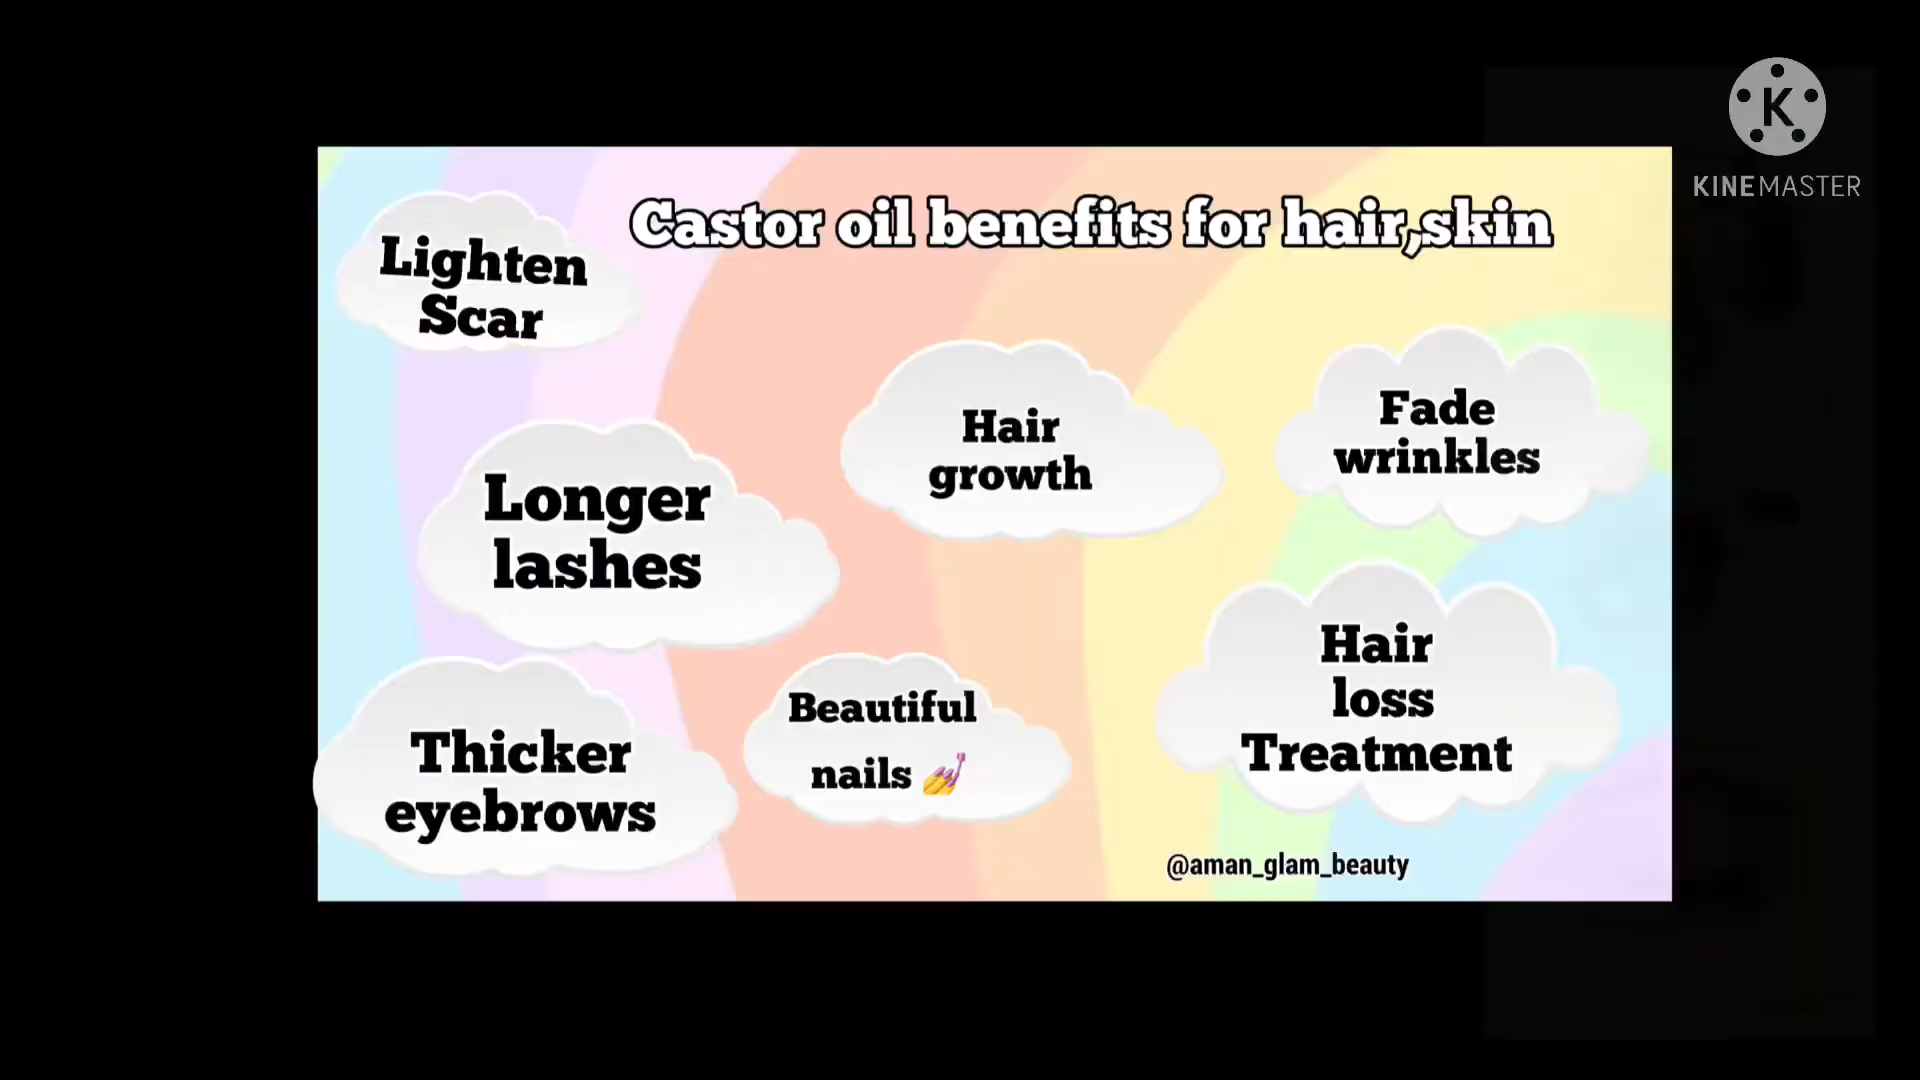 K
KINEMASTER
Castor oil benefits for hair,skin
Lighten
Scar
Hair
growth
Fade
wrinkles
Longer
lashes
Hair
loss
Treatment
Thicker
eyebrows
Beautiful
nails 💅
@aman_glam_beauty